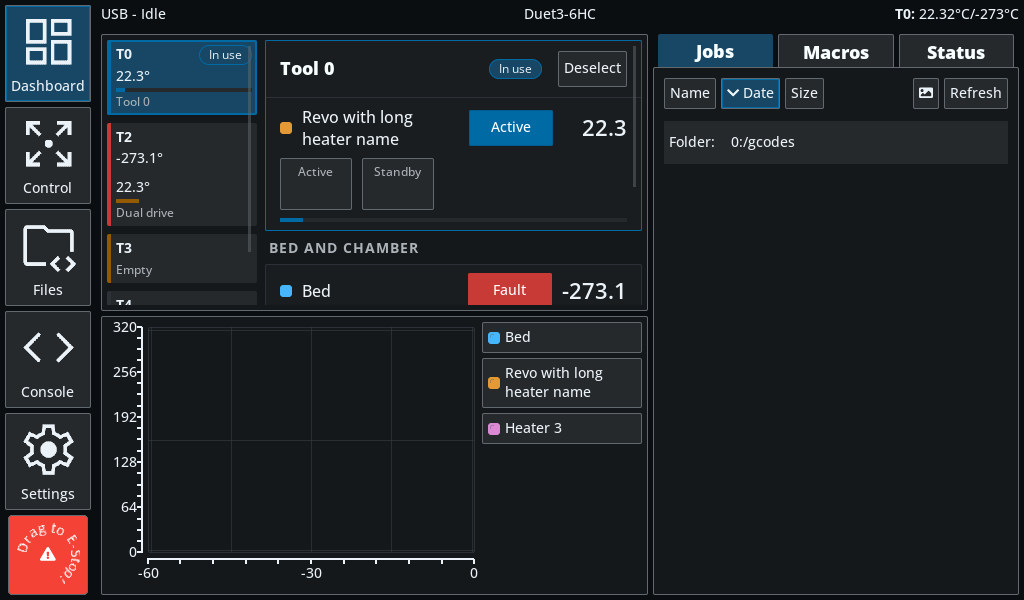 USB - Idle
Duet3-6HC
T0: 22.32°C/-273°C
Dashboard
Control
Files
Console
Settings
Drag to E-Stop!
T0
In use
22.3°
Tool 0
T2
-273.1°
22.3°
Dual drive
T3
Empty
T4
Tool 0
In use
Deselect
Revo with long
heater name
Active
22.3
Active
Standby
BED AND CHAMBER
Bed
Fault
-273.1
320
256
192
128
64
0
-60
-30
0
Bed
Revo with long
heater name
Heater 3
Jobs
Macros
Status
Name
Date
Size
Refresh
Folder: 0:/gcodes